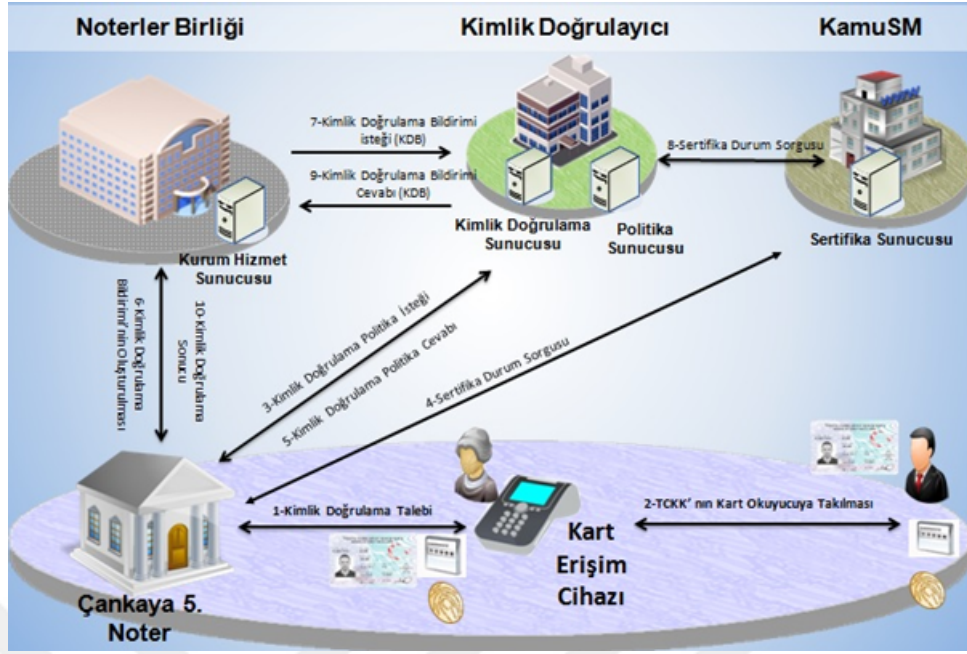 Noterler Birliği
Kimlik Doğrulayıcı
KamuSM
7-Kimlik Doğrulama Bildirimi
isteği (KDB)
9-Kimlik Doğrulama Bildirimi
Cevabı (KDB)
8-Sertifika Durum Sorgusu
Kimlik Doğrulama
Sunucusu
Politika
Sunucusu
Sertifika Sunucusu
Kurum Hizmet
Sunucusu
6-Kimlik Doğrulama
Bildirimi'nin Oluşturulması
10-Kimlik Doğrulama
Sonucu
3-Kimlik Doğrulama Politika İsteği
5-Kimlik Doğrulama Politika Cevabı
4-Sertifika Durum Sorgusu
1-Kimlik Doğrulama Talebi
2-TCKK' nın Kart Okuyucuya Takılması
Kart
Erişim
Cihazı
Çankaya 5.
Noter